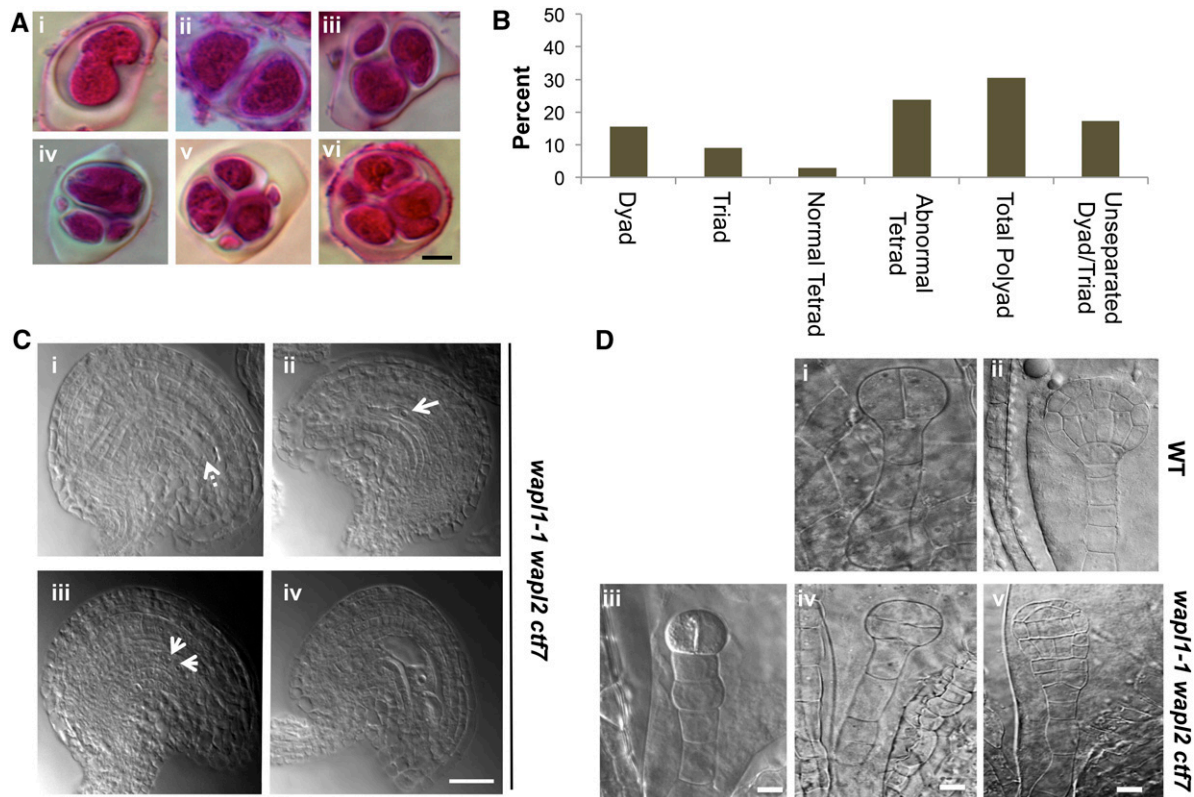 A
i
ii
iii
iv
v
vi
B
Percent
50
40
30
20
10
0
Dyad
Triad
Normal Tetrad
Abnormal
Tetrad
Total Polyad
Unseparated
Dyad/Triad
C
i
ii
iii
iv
wapl1-1 wapl2 ctf7
D
i
ii
WT
iii
iv
v
wapl1-1 wapl2 ctf7